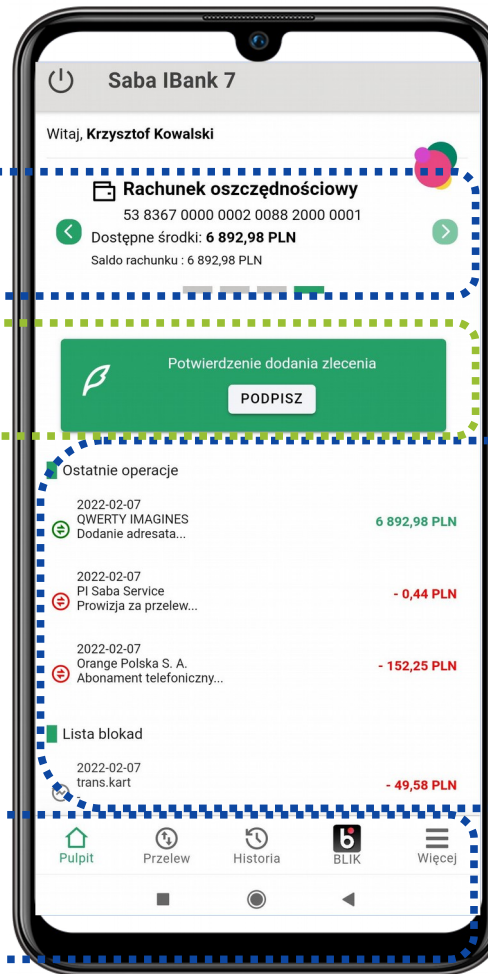 Saba IBank 7
Witaj, Krzysztof Kowalski
Rachunek oszczędnościowy
53 8367 0000 0002 0088 2000 0001
Dostępne środki: 6 892,98 PLN
Saldo rachunku : 6 892,98 PLN
Potwierdzenie dodania zlecenia
PODPISZ
Ostatnie operacje
2022-02-07
QWERTY IMAGINES 6 892,98 PLN
Dodanie adresata...
2022-02-07
PI Saba Service - 0,44 PLN
Prowizja za przelew...
2022-02-07
Orange Polska S. A. - 152,25 PLN
Abonament telefoniczny...
Lista blokad
2022-02-07
trans.kart - 49,58 PLN
Pulpit Przelew Historia BLIK Więcej